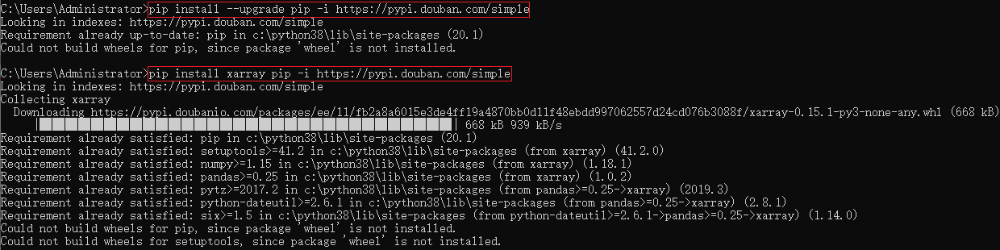 C:\Users\Administrator>pip install --upgrade pip -i https://pypi.douban.com/simple
Looking in indexes: https://pypi.douban.com/simple
Requirement already up-to-date: pip in c:\python38\lib\site-packages (20.1)
Could not build wheels for pip, since package 'wheel' is not installed.
C:\Users\Administrator>pip install xarray pip -i https://pypi.douban.com/simple
Looking in indexes: https://pypi.douban.com/simple
Collecting xarray
Downloading https://pypi.doubanio.com/packages/ee/11/fb2a8a6015e3de4ff19a4870bb0d11f48ebdd997062557d24cd076b3088f/xarray-0.15.1-py3-none-any.whl (668 kB)
668 kB 939 kB/s
Requirement already satisfied: pip in c:\python38\lib\site-packages (20.1)
Requirement already satisfied: setuptools>=41.2 in c:\python38\lib\site-packages (from xarray) (41.2.0)
Requirement already satisfied: numpy>=1.15 in c:\python38\lib\site-packages (from xarray) (1.18.1)
Requirement already satisfied: pandas>=0.25 in c:\python38\lib\site-packages (from xarray) (1.0.2)
Requirement already satisfied: pytz>=2017.2 in c:\python38\lib\site-packages (from pandas>=0.25->xarray) (2019.3)
Requirement already satisfied: python-dateutil>=2.6.1 in c:\python38\lib\site-packages (from pandas>=0.25->xarray) (2.8.1)
Requirement already satisfied: six>=1.5 in c:\python38\lib\site-packages (from python-dateutil>=2.6.1->pandas>=0.25->xarray) (1.14.0)
Could not build wheels for pip, since package 'wheel' is not installed.
Could not build wheels for setuptools, since package 'wheel' is not installed.